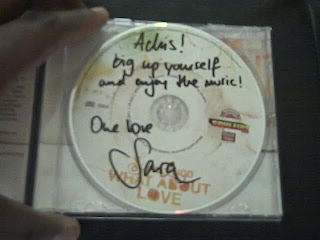 Achis!
big up yourself
and enjoy the music!
One love
Sara
WHAT ABOUT
LOVE